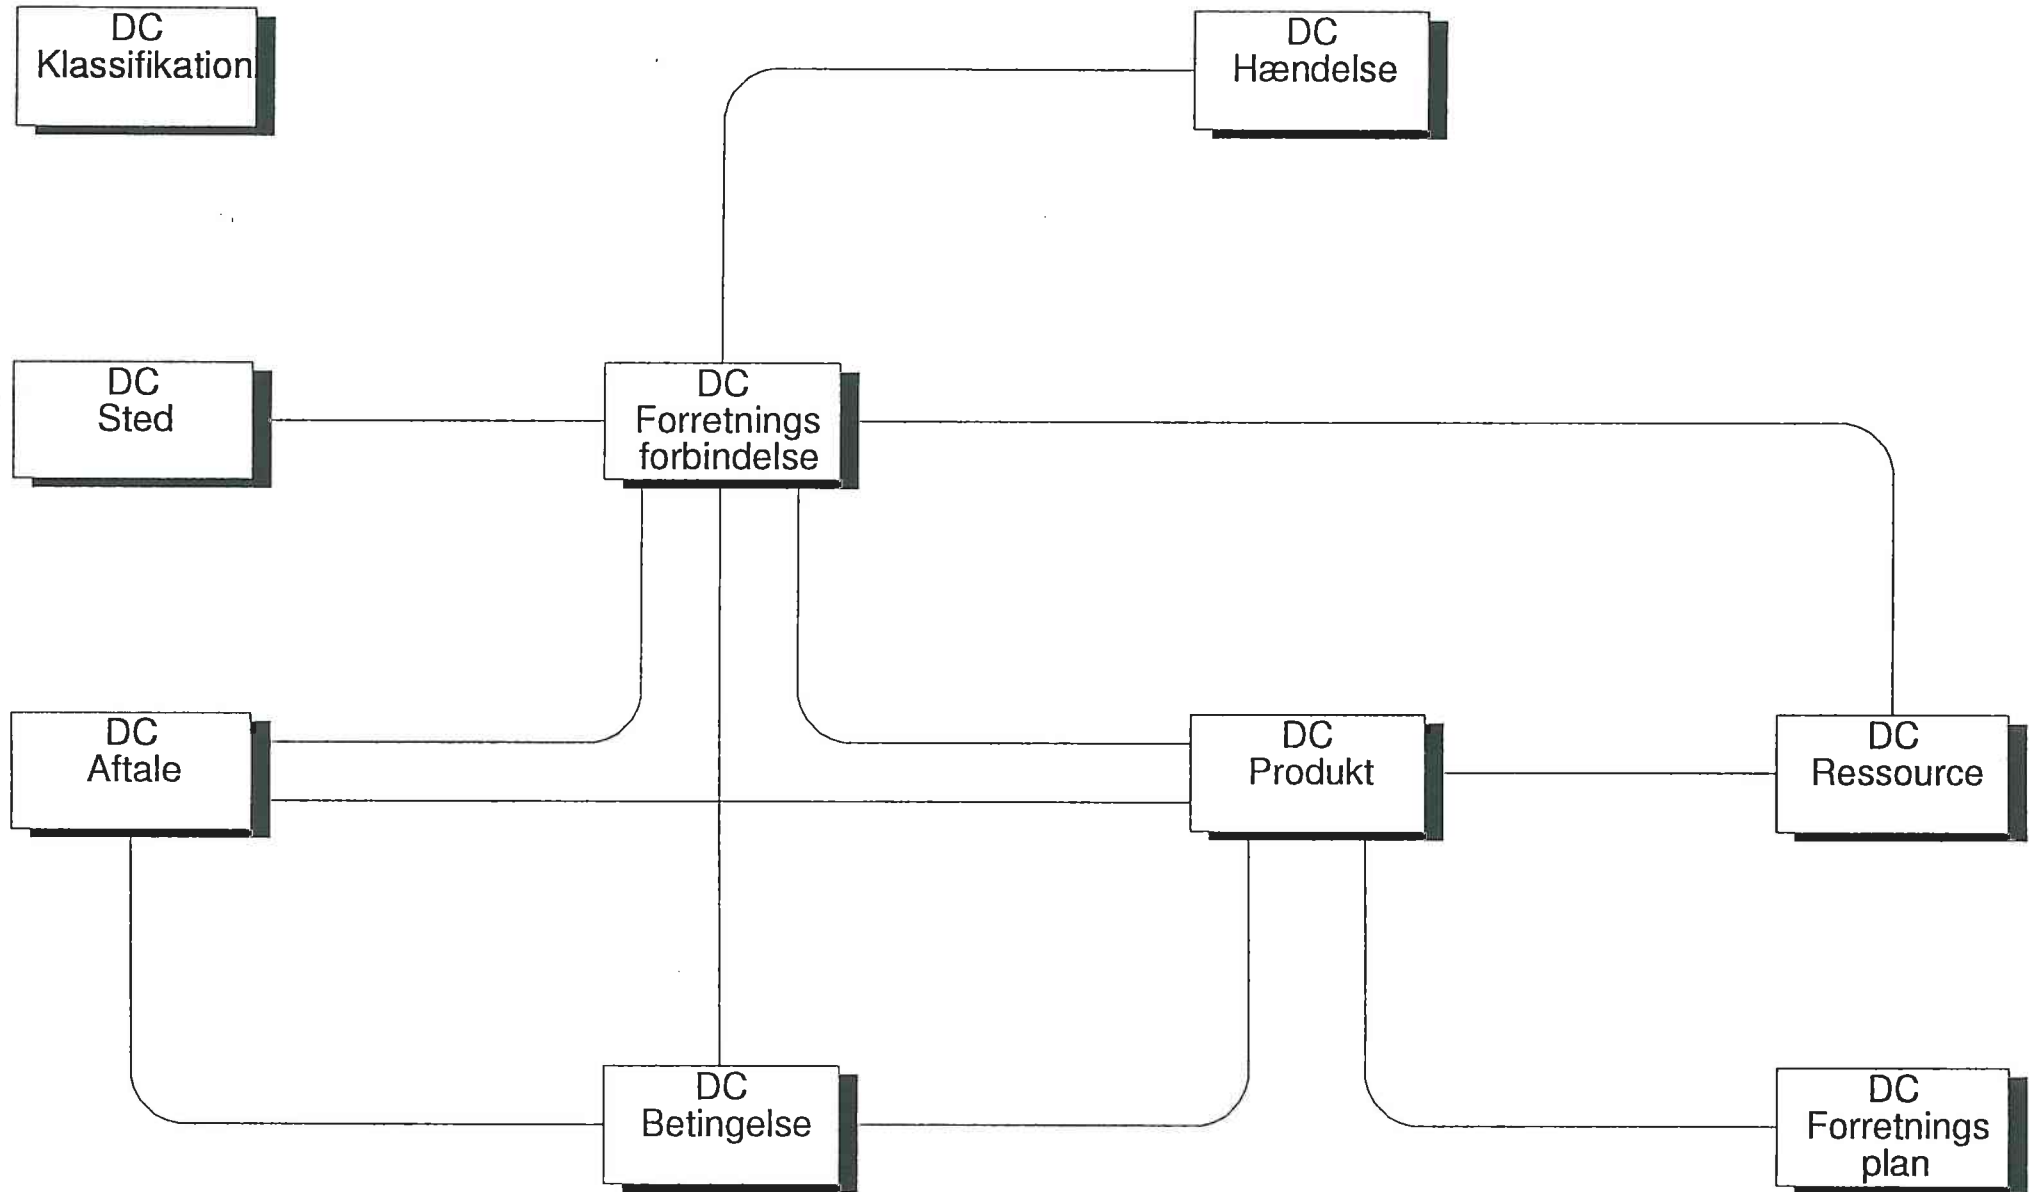 DC
Klassifikation
DC
Hændelse
DC
Sted
DC
Forretnings
forbindelse
DC
Aftale
DC
Produkt
DC
Ressource
DC
Betingelse
DC
Forretnings
plan